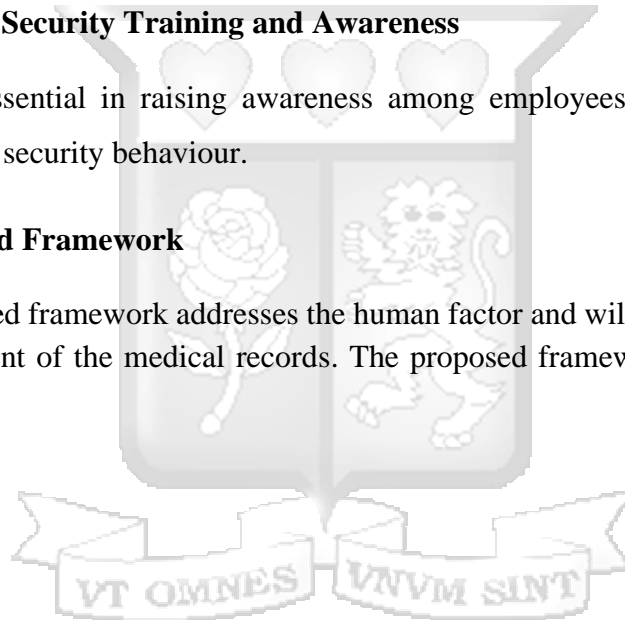 Security Training and Awareness
ssential in raising awareness among employees
security behaviour.
d Framework
ed framework addresses the human factor and wil
nt of the medical records. The proposed framew
VT OMNES VNVM SINT